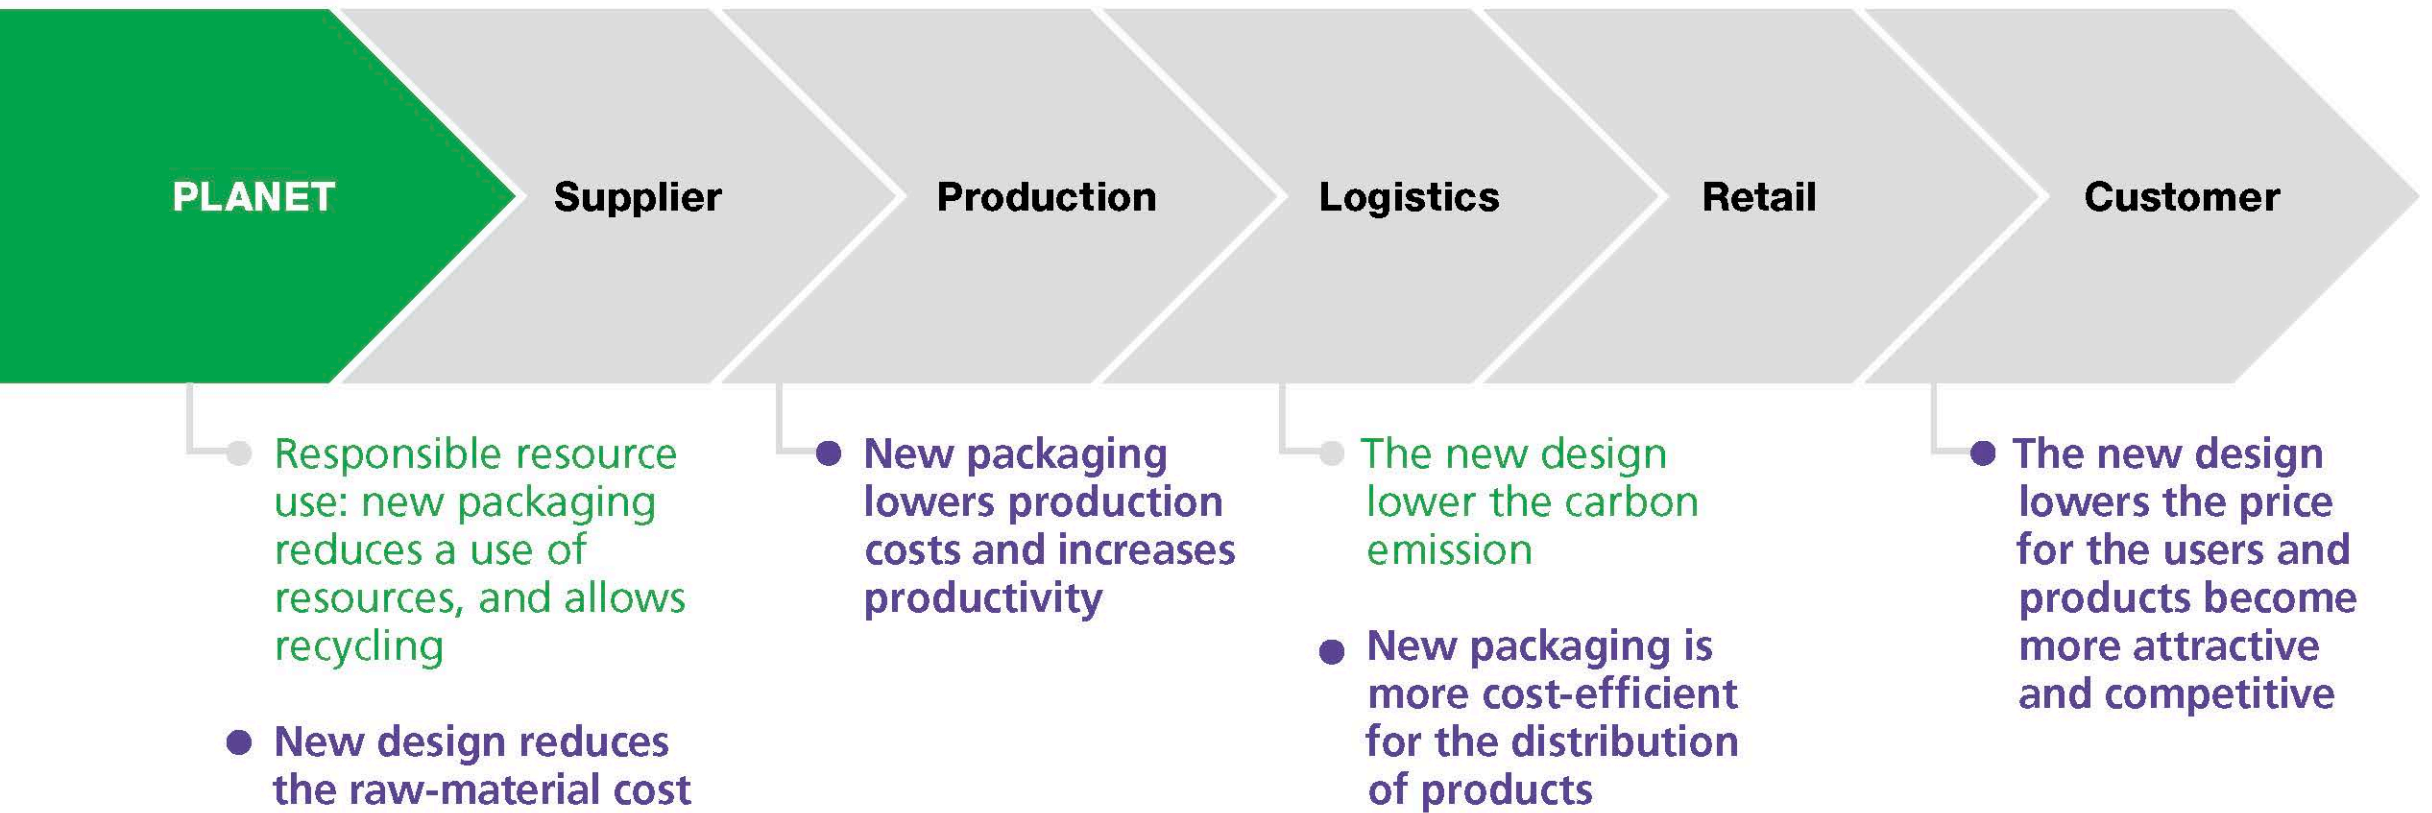 PLANET
Supplier
Production
Logistics
Retail
Customer
Responsible resource
use: new packaging
reduces a use of
resources, and allows
recycling
New design reduces
the raw-material cost
New packaging
lowers production
costs and increases
productivity
The new design
lower the carbon
emission
New packaging is
more cost-efficient
for the distribution
of products
The new design
lowers the price
for the users and
products become
more attractive
and competitive